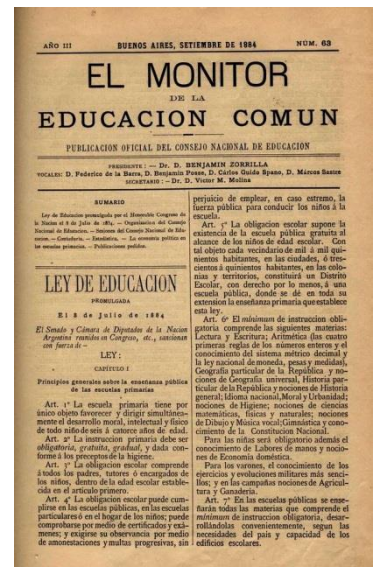 AÑO III BUENOS AIRES, SETIEMBRE DE 1884 NÚM. 63
EL MONITOR
DE LA
EDUCACION COMUN
PUBLICACION OFICIAL DEL CONSEJO NACIONAL DE EDUCACION
PRESIDENTE: — Dr. D. BENJAMIN ZORRILLA
VOCALES: D. Federico de la Barra, D. Benjamin Posse, D. Cárlos Guido Spano, D. Márcos Sastre
SECRETARIO: — Dr. D. Victor M. Molina
SUMARIO
Ley de Educacion promulgada por el Honorable Congreso de
la Nacion el 8 de Julio de 1884. — Organizacion del Consejo
Nacional de Educacion. — Sesiones del Consejo Nacional de Edu-
cacion. — Contaduría. — Estadística. — La economía política en
las escuelas primarias. — Publicaciones pedidas.
LEY DE EDUCACION
PROMULGADA
El 8 de Julio de 1884
El Senado y Cámara de Diputados de la Nacion
Argentina reunidos en Congreso, etc., sancionan
con fuerza de —
LEY:
CAPÍTULO I
Principios generales sobre la enseñanza pública
de las escuelas primarias
Art. 1º La escuela primaria tiene por
único objeto favorecer y dirigir simultánea-
mente el desarrollo moral, intelectual y físico
de todo niño de seis á catorce años de edad.
Art. 2º La instruccion primaria debe ser
obligatoria, gratuita, gradual, y dada con-
forme á los preceptos de la higiene.
Art. 3º La obligacion escolar comprende
á todos los padres, tutores ó encargados de
los niños, dentro de la edad escolar estable-
cida en el artículo primero.
Art. 4º La obligacion escolar puede cum-
plirse en las escuelas públicas, en las escuelas
particulares ó en el hogar de los niños; puede
comprobarse por medio de certificados y exá-
menes; y exigirse su observancia por medio
de amonestaciones y multas progresivas, sin
perjuicio de emplear, en caso extremo, la
fuerza pública para conducir los niños á la
escuela.
Art. 5º La obligacion escolar supone la
existencia de la escuela pública gratuita al
alcance de los niños de edad escolar. Con
tal objeto cada vecindario de mil á mil qui-
nientos habitantes, en las ciudades, ó tres-
cientos á quinientos habitantes, en las colo-
nias y territorios, constituirá un Distrito
Escolar, con derecho por lo menos, á una
escuela pública, donde se dé en toda su
extension la enseñanza primaria que establece
esta ley.
Art. 6º El mínimum de instruccion obli-
gatoria comprende las siguientes materias:
Lectura y Escritura; Aritmética (las cuatro
primeras reglas de los números enteros y el
conocimiento del sistema métrico decimal y
la ley nacional de moneda, pesas y medidas),
Geografía particular de la República y no-
ciones de Geografía universal, Historia par-
ticular de la República y nociones de Historia
general; Idioma nacional, Moral y Urbanidad;
nociones de Higiene; nociones de ciencias
matemáticas, físicas y naturales; nociones
de Dibujo y Música vocal; Gimnástica y cono-
cimiento de la Constitucion Nacional.
Para las niñas será obligatorio además el
conocimiento de Labores de manos y nocio-
nes de Economía doméstica.
Para los varones, el conocimiento de los
ejercicios y evoluciones militares más senci-
llos; y en las campañas nociones de Agricul-
tura y Ganadería.
Art. 7º En las escuelas públicas se ense-
ñarán todas las materias que comprende el
mínimum de instruccion obligatoria, desar-
rollándolas convenientemente, segun las
necesidades del país y capacidad de los
edificios escolares.